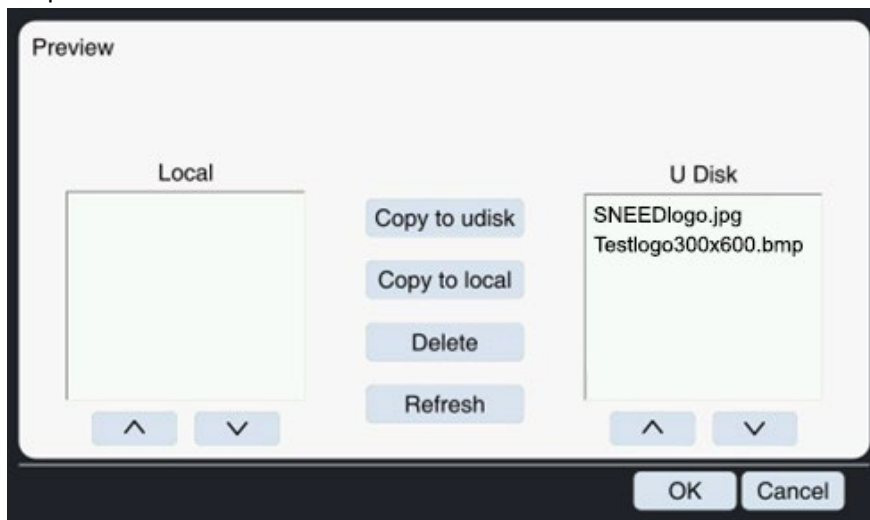 Preview
Local
U Disk
Copy to udisk
Copy to local
Delete
Refresh
SNEEDlogo.jpg
Testlogo300x600.bmp
OK
Cancel